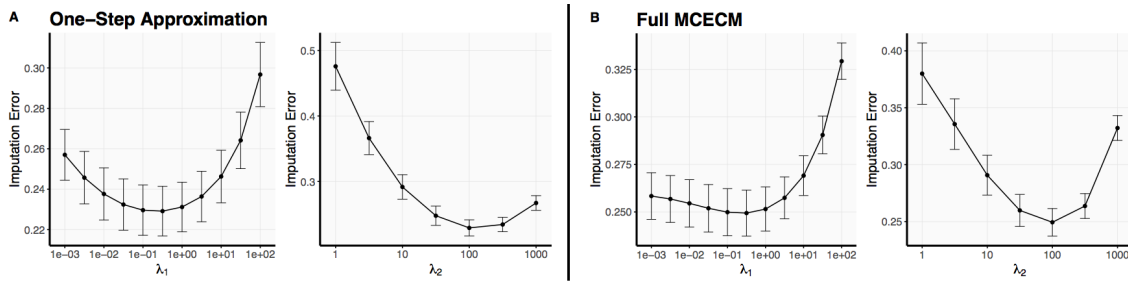 A One−Step Approximation
Imputation Error
0.30
0.28
0.26
0.24
0.22
1e−03 1e−02 1e−01 1e+00 1e+01 1e+02
λ1
Imputation Error
0.5
0.4
0.3
1 10 100 1000
λ2
B Full MCECM
Imputation Error
0.325
0.300
0.275
0.250
1e−03 1e−02 1e−01 1e+00 1e+01 1e+02
λ1
Imputation Error
0.40
0.35
0.30
0.25
1 10 100 1000
λ2